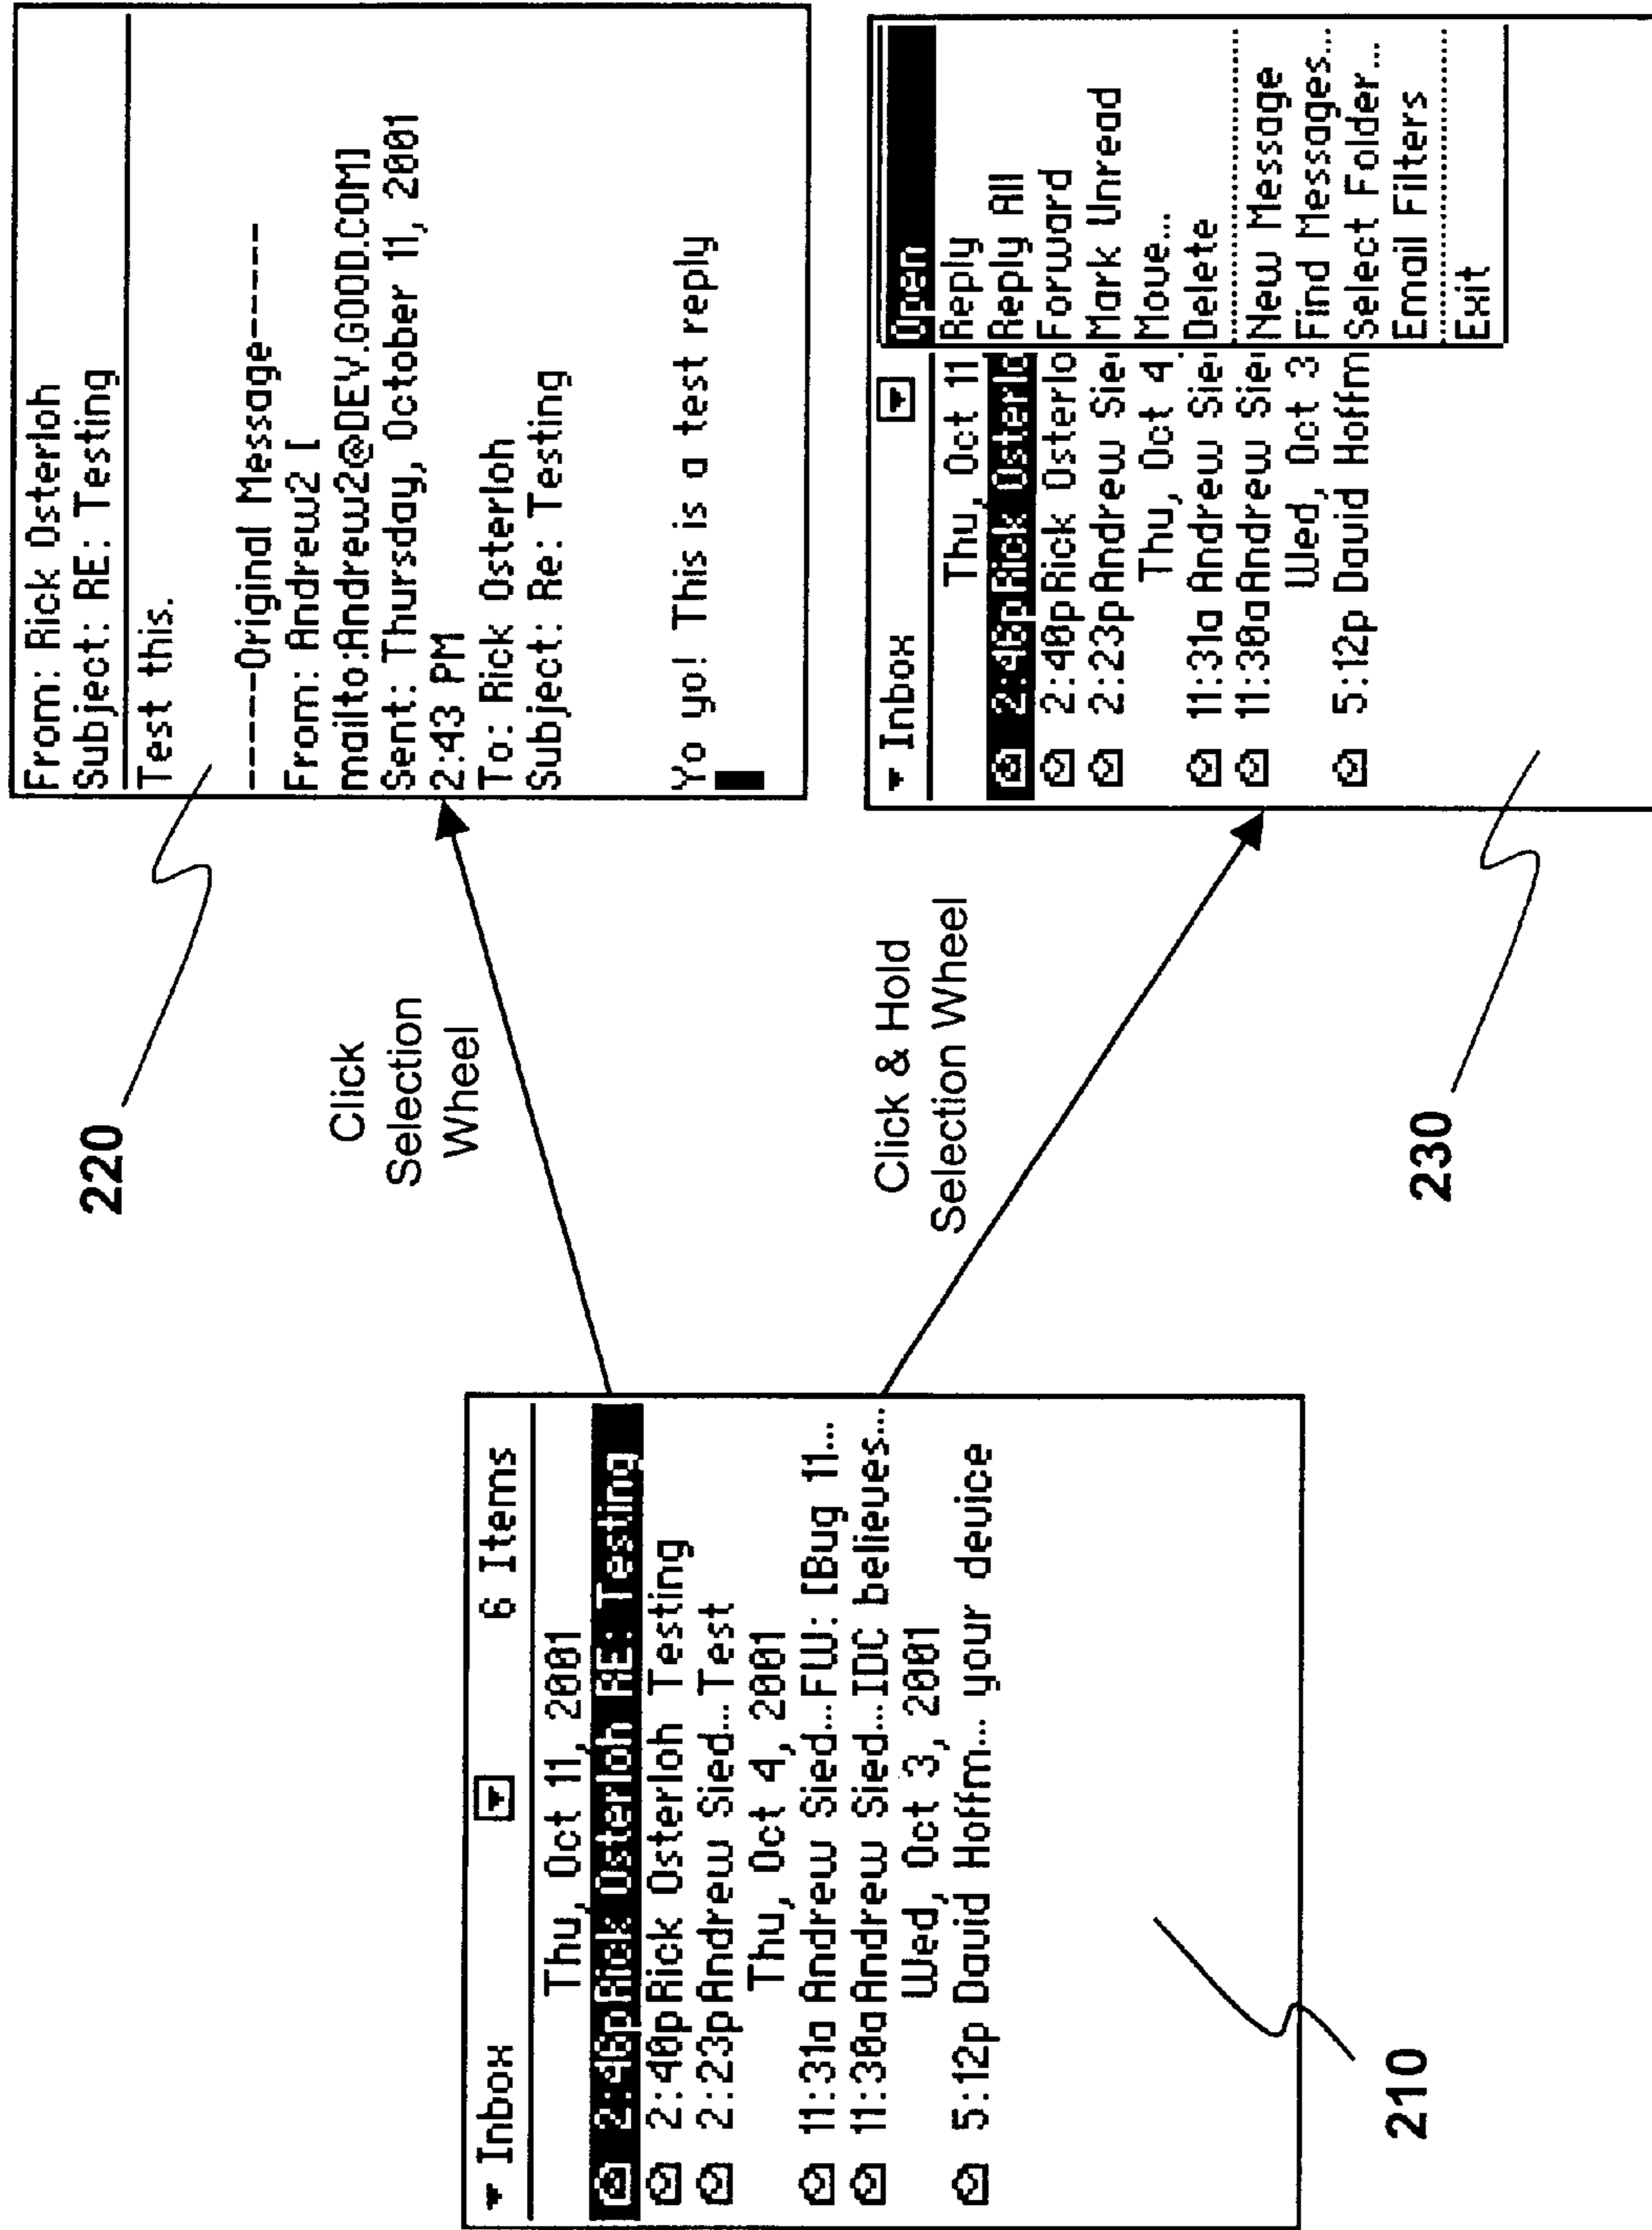 ▾ Inbox ▾ 6 Items
Thu, Oct 11, 2001
2:46p Rick Osterloh RE: Testing
2:40p Rick Osterloh Testing
2:23p Andrew Sied...Test
Thu, Oct 4, 2001
11:31a Andrew Sied...FW: [Bug 11...
11:30a Andrew Sied...IDC believes...
Wed, Oct 3, 2001
5:12p David Hoffm... your device
210
Click
Selection
Wheel
Click & Hold
Selection Wheel
220
From: Rick Osterloh
Subject: RE: Testing
Test this.
-----Original Message-----
From: Andrew2 [
mailto:Andrew2@DEV.GOOD.COM]
Sent: Thursday, October 11, 2001
2:43 PM
To: Rick Osterloh
Subject: Re: Testing
Yo yo! This is a test reply
230
▾ Inbox ▾
Thu, Oct 11
2:46p Rick Osterlo
2:40p Rick Osterlo
2:23p Andrew Sie
Thu, Oct 4
11:31a Andrew Sie
11:30a Andrew Sie
Wed, Oct 3
5:12p David Hoffm
Open
Reply
Reply All
Forward
Mark Unread
Move...
Delete
New Message
Find Messages...
Select Folder...
Email Filters
Exit